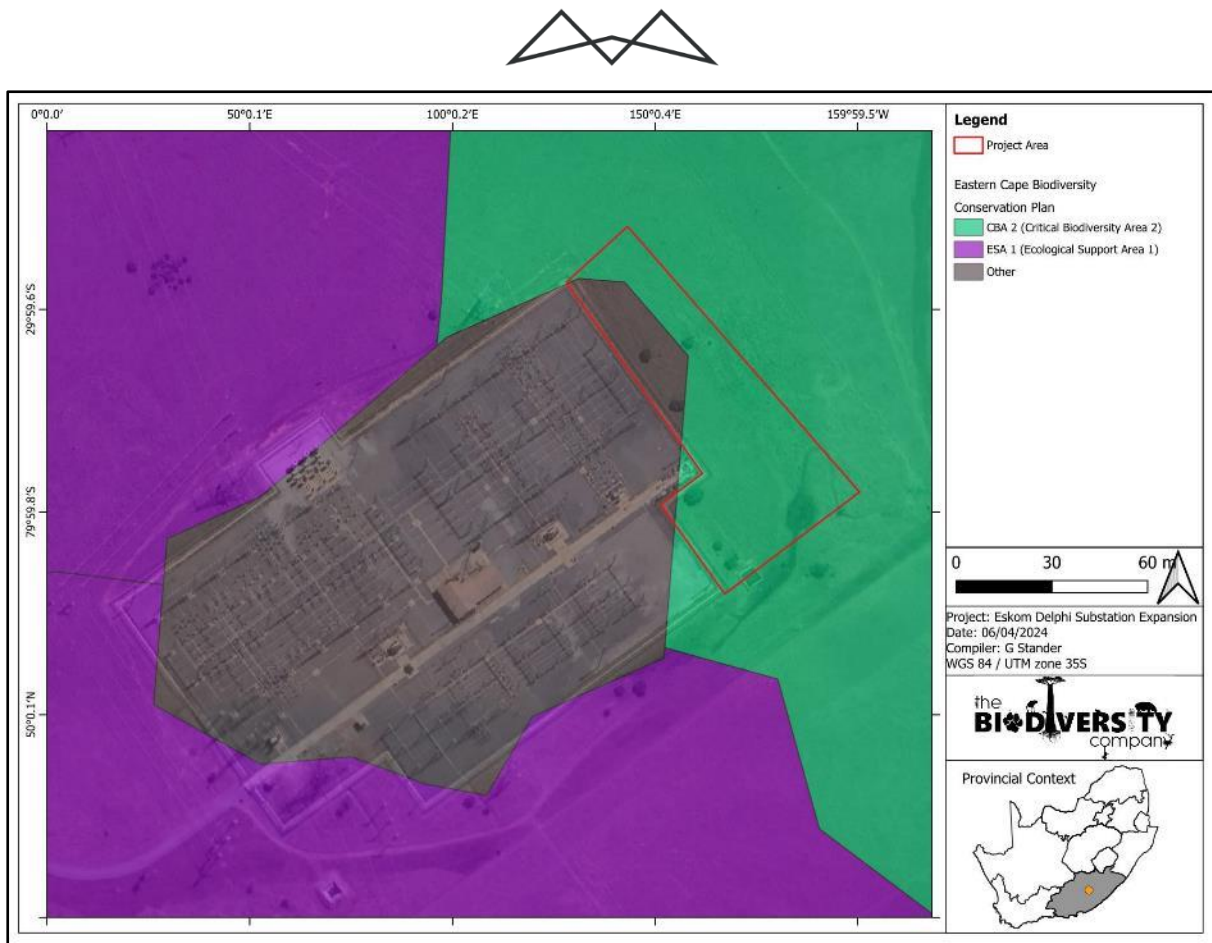 0°0.0′
50°0.1′E
100°0.2′E
150°0.4′E
159°59.5′W
29°59.6′S
79°59.8′S
50°0.1′N
Legend
Project Area
Eastern Cape Biodiversity
Conservation Plan
CBA 2 (Critical Biodiversity Area 2)
ESA 1 (Ecological Support Area 1)
Other
0 30 60 m
Project: Eskom Delphi Substation Expansion
Date: 06/04/2024
Compiler: G Stander
WGS 84 / UTM zone 35S
the
BIODIVERSITY
company
Provincial Context